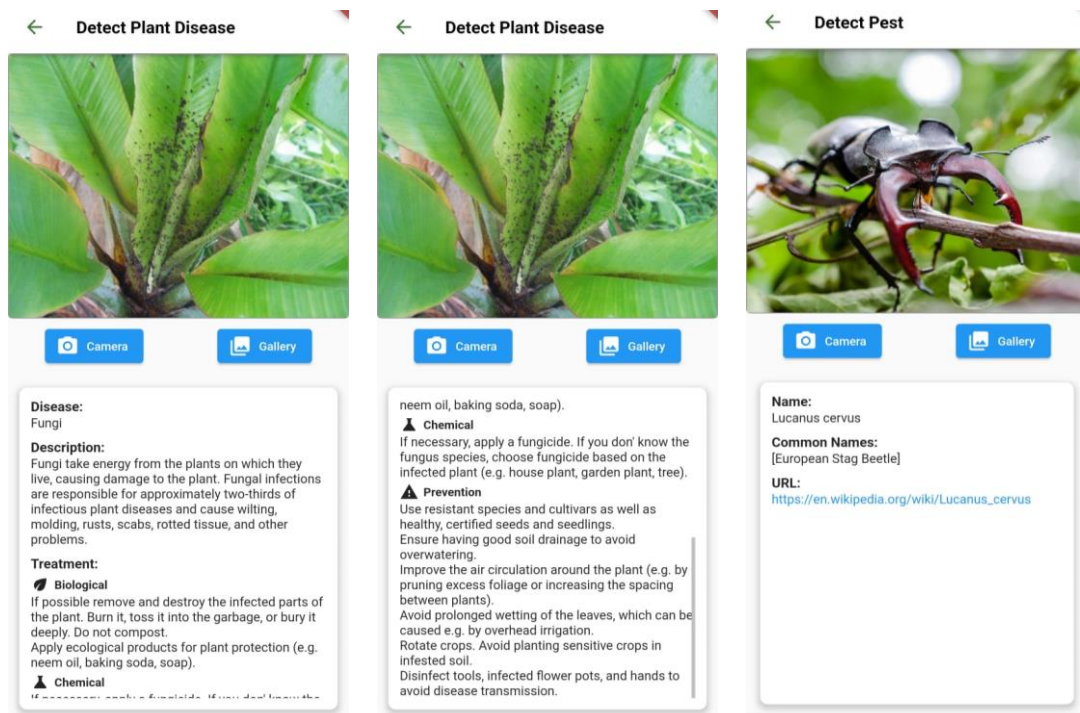 Detect Plant Disease
Camera
Gallery
Disease:
Fungi
Description:
Fungi take energy from the plants on which they
live, causing damage to the plant. Fungal infections
are responsible for approximately two-thirds of
infectious plant diseases and cause wilting,
molding, rusts, scabs, rotted tissue, and other
problems.
Treatment:
Biological
If possible remove and destroy the infected parts of
the plant. Burn it, toss it into the garbage, or bury it
deeply. Do not compost.
Apply ecological products for plant protection (e.g.
neem oil, baking soda, soap).
Chemical
If necessary, apply a fungicide. If you don' know the
Detect Plant Disease
Camera
Gallery
neem oil, baking soda, soap).
Chemical
If necessary, apply a fungicide. If you don' know the
fungus species, choose fungicide based on the
infected plant (e.g. house plant, garden plant, tree).
Prevention
Use resistant species and cultivars as well as
healthy, certified seeds and seedlings.
Ensure having good soil drainage to avoid
overwatering.
Improve the air circulation around the plant (e.g. by
pruning excess foliage or increasing the spacing
between plants).
Avoid prolonged wetting of the leaves, which can be
caused e.g. by overhead irrigation.
Rotate crops. Avoid planting sensitive crops in
infested soil.
Disinfect tools, infected flower pots, and hands to
avoid disease transmission.
Detect Pest
Camera
Gallery
Name:
Lucanus cervus
Common Names:
[European Stag Beetle]
URL:
https://en.wikipedia.org/wiki/Lucanus_cervus